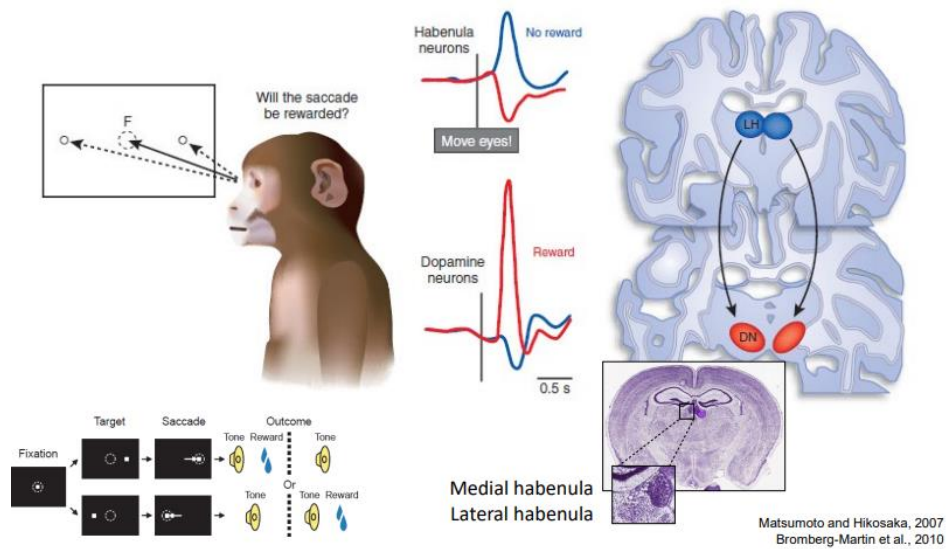 F
Will the saccade
be rewarded?
Habenula
neurons
No reward
Move eyes!
Dopamine
neurons
Reward
0.5 s
LH
DN
Fixation
Target
Saccade
Outcome
Tone Reward
Tone
Or
Tone
Tone Reward
Medial habenula
Lateral habenula
Matsumoto and Hikosaka, 2007
Bromberg-Martin et al., 2010